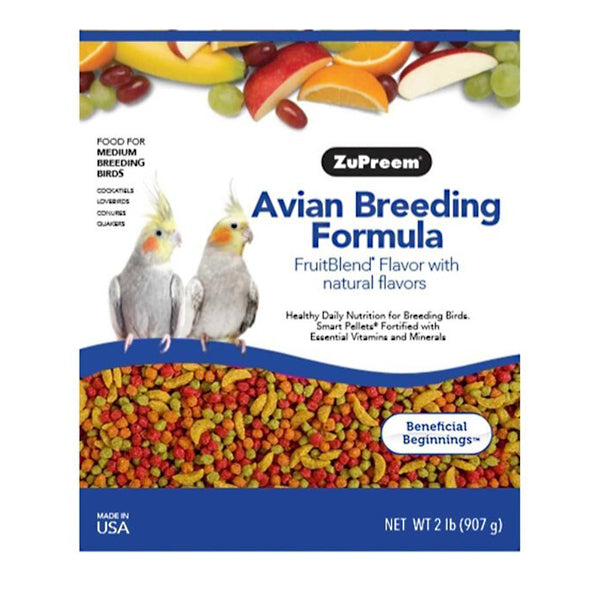 FOOD FOR
MEDIUM
BREEDING
BIRDS
COCKATIELS
LOVEBIRDS
CONURES
QUAKERS
ZuPreem®
Avian Breeding
Formula
FruitBlend® Flavor with
natural flavors
Healthy Daily Nutrition for Breeding Birds.
Smart Pellets® Fortified with
Essential Vitamins and Minerals
Beneficial
Beginnings™
MADE IN
USA
NET WT 2 lb (907 g)